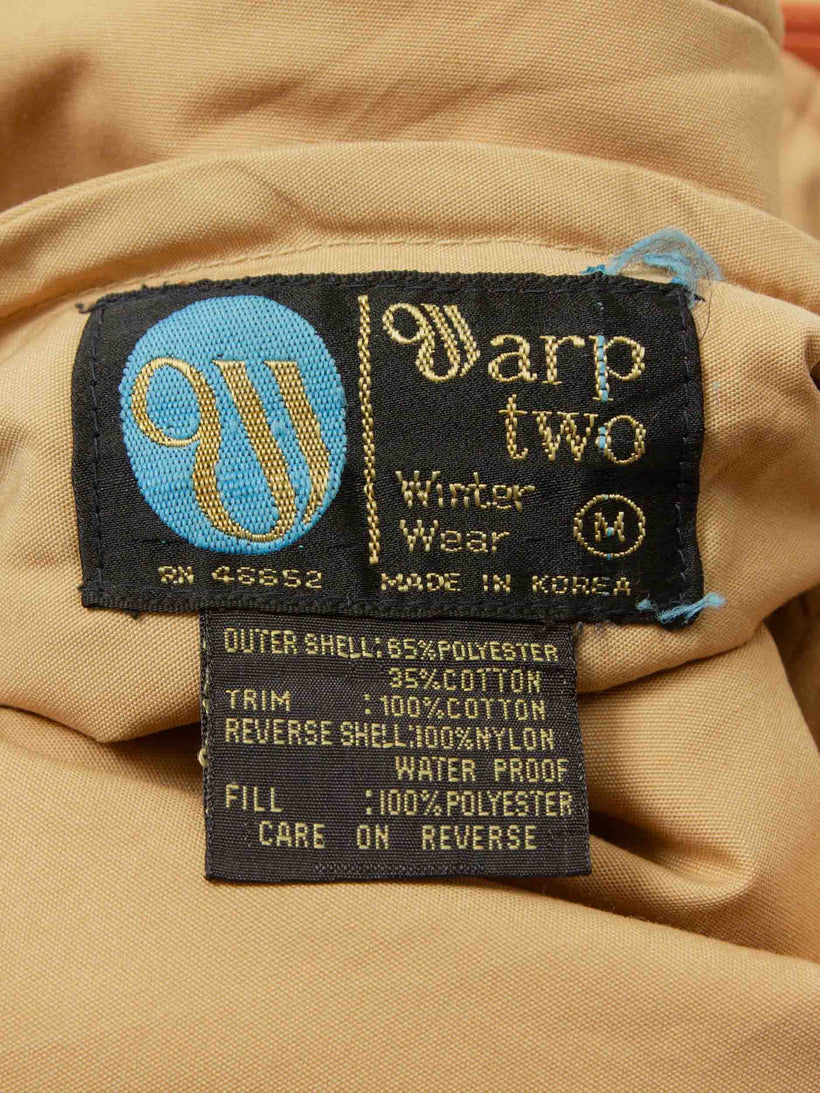 W
Warp
two
Winter
Wear
M
RN 46852
MADE IN KOREA
OUTER SHELL: 65%POLYESTER
35%COTTON
TRIM : 100%COTTON
REVERSE SHELL:100%NYLON
WATER PROOF
FILL : 100%POLYESTER
CARE ON REVERSE